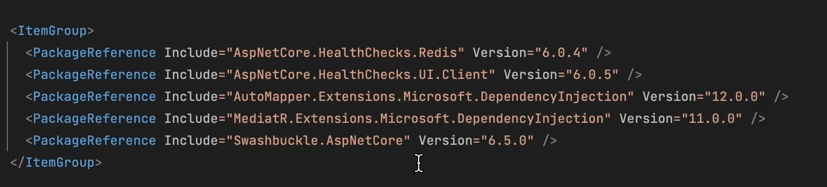 <ItemGroup>
<PackageReference Include="AspNetCore.HealthChecks.Redis" Version="6.0.4" />
<PackageReference Include="AspNetCore.HealthChecks.UI.Client" Version="6.0.5" />
<PackageReference Include="AutoMapper.Extensions.Microsoft.DependencyInjection" Version="12.0.0" />
<PackageReference Include="MediatR.Extensions.Microsoft.DependencyInjection" Version="11.0.0" />
<PackageReference Include="Swashbuckle.AspNetCore" Version="6.5.0" />
</ItemGroup>